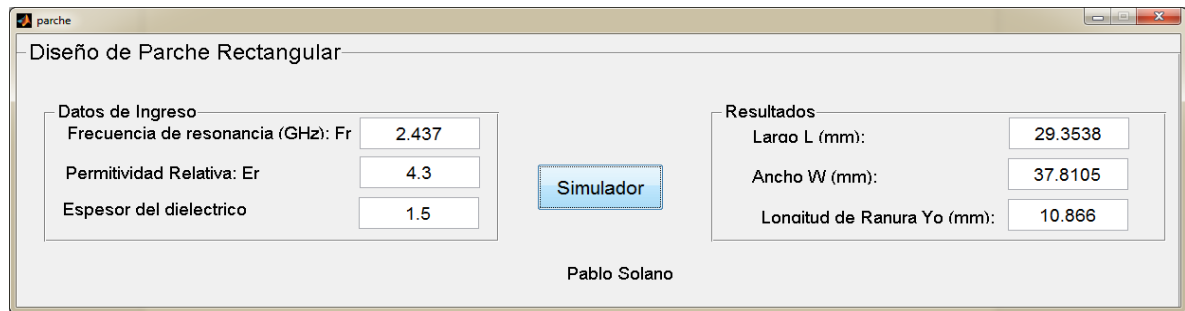 parche
Diseño de Parche Rectangular
Datos de Ingreso
Frecuencia de resonancia (GHz): Fr 2.437
Permitividad Relativa: Er 4.3
Espesor del dielectrico 1.5
Simulador
Resultados
Largo L (mm): 29.3538
Ancho W (mm): 37.8105
Longitud de Ranura Yo (mm): 10.866
Pablo Solano